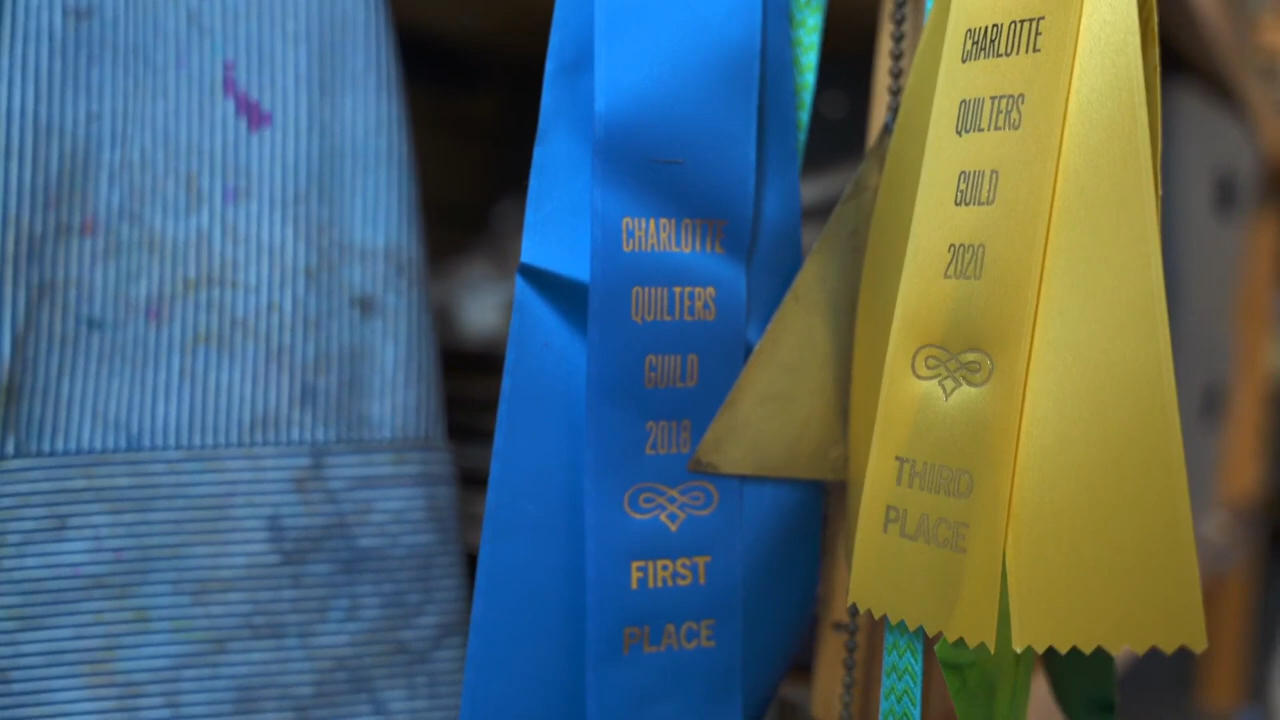 CHARLOTTE
QUILTERS
GUILD
2018
FIRST
PLACE
CHARLOTTE
QUILTERS
GUILD
2020
THIRD
PLACE